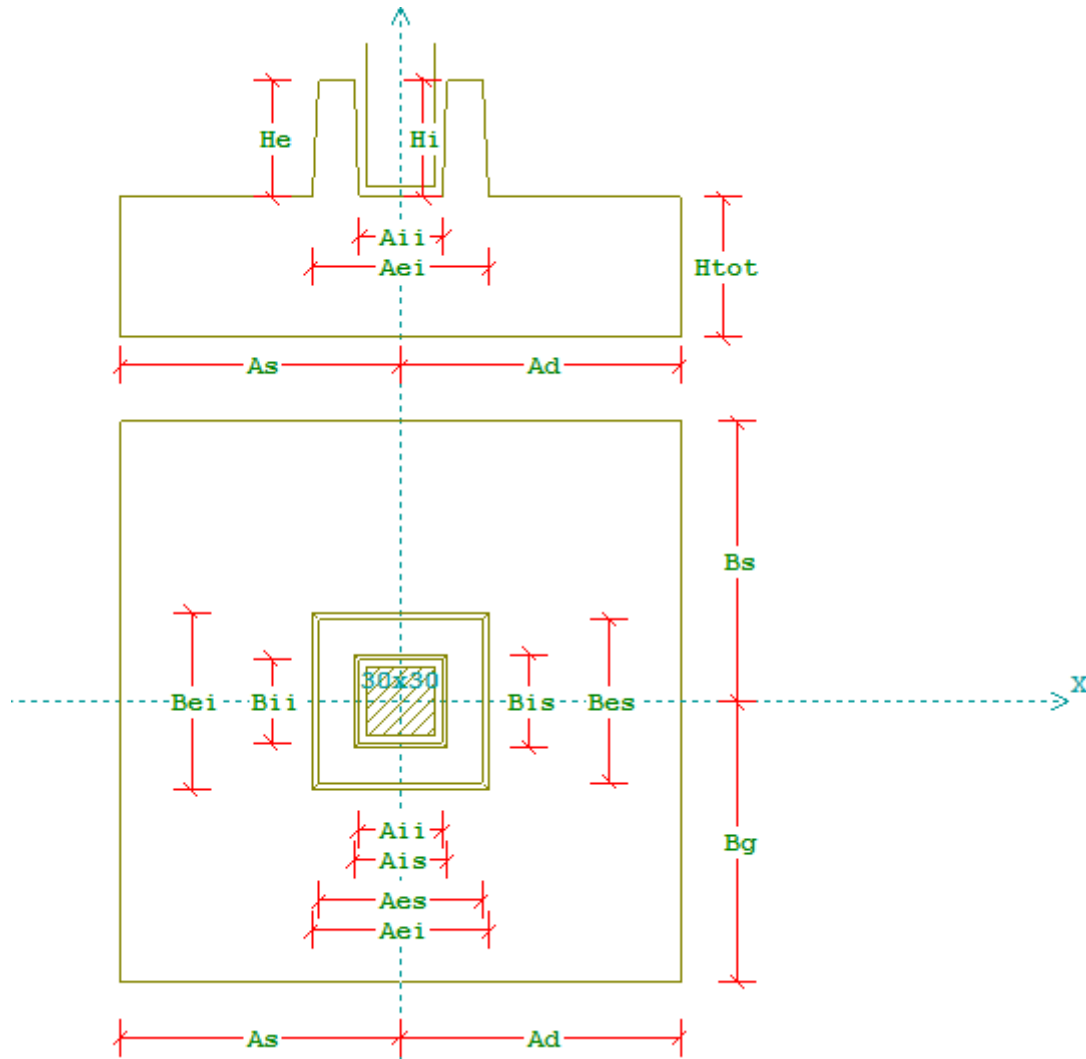 He
Hi
Aii
Aei
Htot
As
Ad
Bs
30x30
X
Bei
Bii
Bis
Bes
Aii
Bg
Ais
Aes
Aei
As
Ad